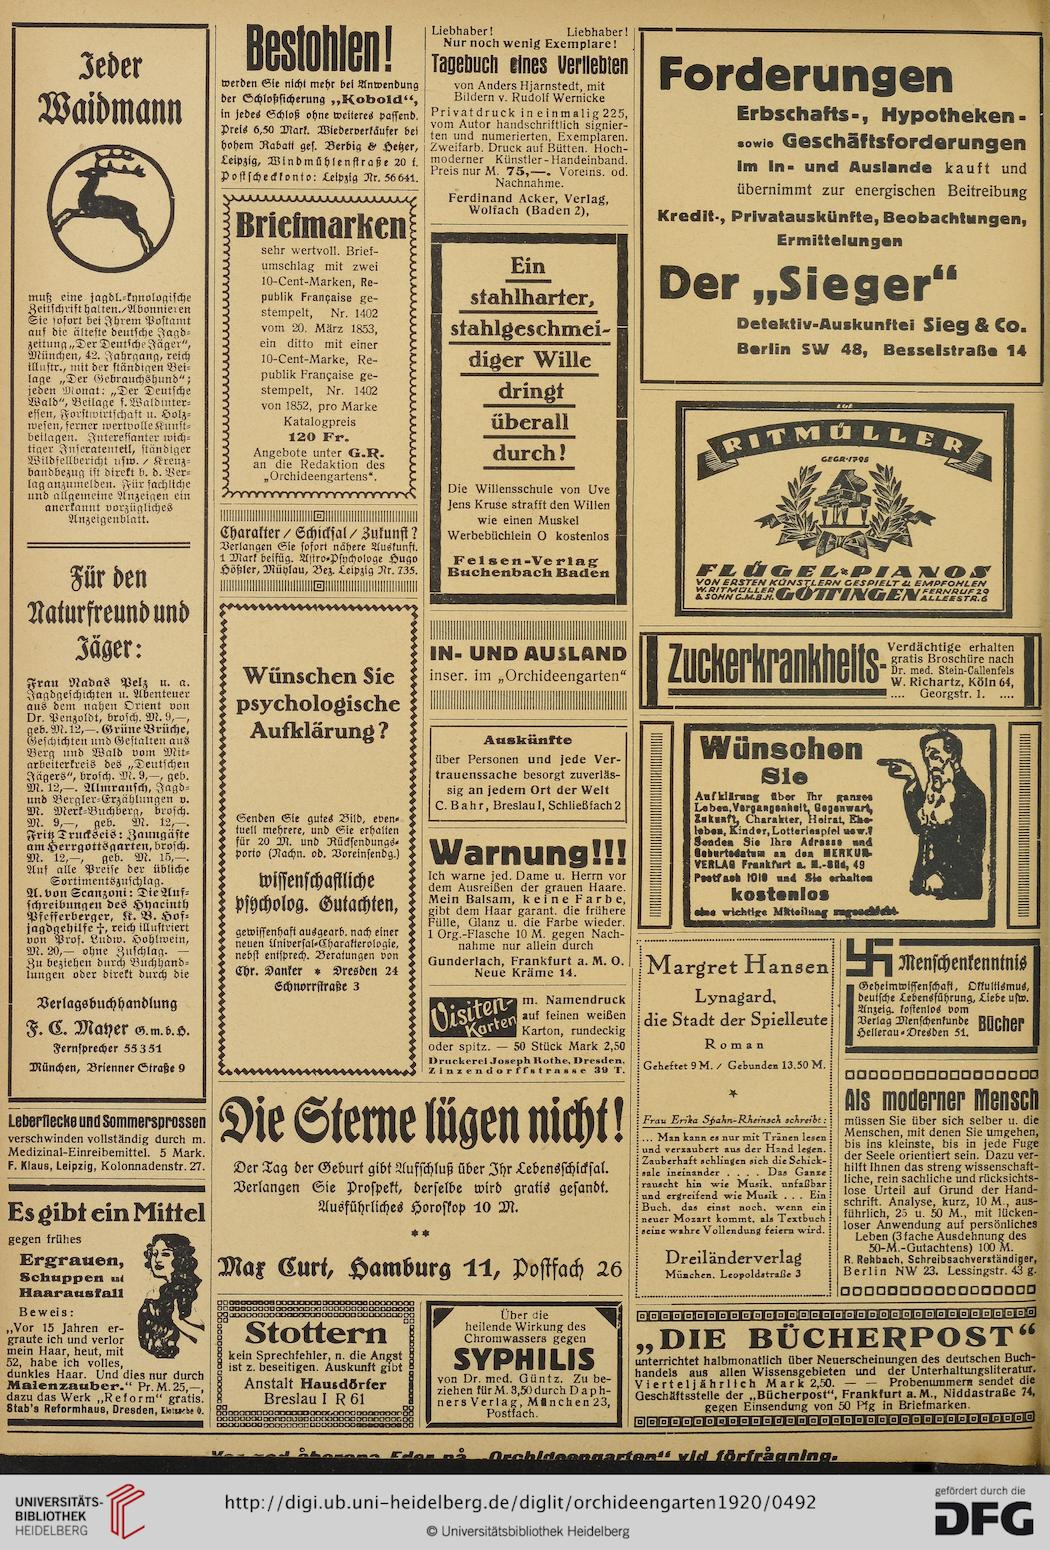 Jeder
Waidmann
muß eine jagdl.-kynologische
Zeitschrift halten. / Abonnieren
Sie sofort bei Ihrem Postamt
auf die älteste deutsche Jagd-
zeitung „Der Deutsche Jäger“,
München, 42. Jahrgang, reich
illustr., mit der ständigen Bei-
lage „Der Gebrauchshund“;
jeden Monat: „Der Deutsche
Wald“, Beilage f. Waldinter-
essen, Forstwirtschaft u. Holz-
wesen, ferner wertvolle Kunst-
beilagen. Interessanter wich-
tiger Inseratenteil, ständiger
Wildfellbericht usw. / Kreuz-
bandbezug ist direkt b. d. Ver-
lag anzumelden. Für fachliche
und allgemeine Anzeigen ein
anerkannt vorzügliches
Anzeigenblatt.
Für den
Naturfreund und
Jäger:
Frau Nadas Pelz u. a.
Jagdgeschichten u. Abenteuer
aus dem nahen Orient von
Dr. Penzoldt, brosch. M. 9,—,
geb. M. 12,—. Grüne Brüche,
Geschichten und Gestalten aus
Berg und Wald vom Mit-
arbeiterkreis des „Deutschen
Jägers“, brosch. M. 9,—, geb.
M. 12,—. Almrausch, Jagd-
und Bergler-Erzählungen v.
M. Merk-Buchberg, brosch.
M. 9,—, geb. M. 12,—.
Fritz Truckseis: Zaungäste
am Herrgottsgarten, brosch.
M. 12,—, geb. M. 15,—.
Auf alle Preise der übliche
Sortimentszuschlag.
A. von Scanzoni: Die Auf-
schreibungen des Hyacinth
Pfefferberger, K. B. Hof-
jagdgehilfe †, reich illustriert
von Prof. Ludw. Hohlwein,
M. 20,— ohne Zuschlag.
Zu beziehen durch Buchhand-
lungen oder direkt durch die
Verlagsbuchhandlung
F. C. Mayer G.m.b.H.
Fernsprecher 55351
München, Brienner Straße 9
Leberflecke und Sommersprossen
verschwinden vollständig durch m.
Medizinal-Einreibemittel. 5 Mark.
F. Klaus, Leipzig, Kolonnadenstr. 27.
Es gibt ein Mittel
gegen frühes
Ergrauen,
Schuppen und
Haarausfall
Beweis:
„Vor 15 Jahren er-
graute ich und verlor
mein Haar, heut, mit
52, habe ich volles,
dunkles Haar. Und dies nur durch
Maienzauber.“ Pr. M. 25,—,
dazu das Werk „Reform“ gratis.
Stab's Reformhaus, Dresden,
Bestohlen!
werden Sie nicht mehr bei Anwendung
der Schloßsicherung „Kobold“,
in jedes Schloß ohne weiteres passend.
Preis 6,50 Mark. Wiederverkäufer bei
hohem Rabatt ges. Berdig & Hetzer,
Leipzig, Windmühlenstraße 20 f.
Postscheckkonto: Leipzig Nr. 56641.
Briefmarken
sehr wertvoll. Brief-
umschlag mit zwei
10-Cent-Marken, Re-
publik Française ge-
stempelt, Nr. 1402
vom 20. März 1853,
ein ditto mit einer
10-Cent-Marke, Re-
publik Française ge-
stempelt, Nr. 1402
von 1852, pro Marke
Katalogpreis
120 Fr.
Angebote unter G.R.
an die Redaktion des
„Orchideengartens“.
Charakter / Schicksal / Zukunft?
Verlangen Sie sofort nähere Auskunft.
1 Mark beifüg. Astro-Psychologe Hugo
Hößler, Mühlau, Bez. Leipzig Nr. 735.
Wünschen Sie
psychologische
Aufklärung?
Senden Sie gutes Bild, even-
tuell mehrere, und Sie erhalten
für 20 M. und Rücksendungs-
porto (Nachn. od. Voreinsendg.)
wissenschaftliche
psycholog. Gutachten,
gewissenhaft ausgearb. nach einer
neuen Universal-Charakterologie,
nebst entsprech. Beratungen von
Chr. Danker * Dresden 24
Schnorrstraße 3
Die Sterne lügen nicht!
Der Tag der Geburt gibt Aufschluß über Ihr Lebensschicksal.
Verlangen Sie Prospekt, derselbe wird gratis gesandt.
Ausführliches Horoskop 10 M.
**
Max Curt, Hamburg 11, Postfach 26
Stottern
kein Sprechfehler, n. die Angst
ist z. beseitigen. Auskunft gibt
Anstalt Hausdörfer
Breslau I R 61
Liebhaber! Liebhaber!
Nur noch wenig Exemplare!
Tagebuch eines Verliebten
von Anders Hjärnstedt, mit
Bildern v. Rudolf Wernicke
Privatdruck in einmalig 225,
vom Autor handschriftlich signier-
ten und numerierten, Exemplaren.
Zweifarb. Druck auf Bütten. Hoch-
moderner Künstler-Handeinband.
Preis nur M. 75,—. Voreins. od.
Nachnahme.
Ferdinand Acker, Verlag,
Wolfach (Baden 2),
Ein
stahlharter,
stahlgeschmei-
diger Wille
dringt
überall
durch!
Die Willensschule von Uve
Jens Kruse strafft den Willen
wie einen Muskel
Werbebüchlein O kostenlos
Felsen-Verlag
Buchenbach Baden
IN- UND AUSLAND
inser. im „Orchideengarten“
Auskünfte
über Personen und jede Ver-
trauenssache besorgt zuverläs-
sig an jedem Ort der Welt
C. Bahr, Breslau I, Schließfach 2
Warnung!!!
Ich warne jed. Dame u. Herrn vor
dem Ausreißen der grauen Haare.
Mein Balsam, keine Farbe,
gibt dem Haar garant. die frühere
Fülle, Glanz u. die Farbe wieder.
1 Org.-Flasche 10 M. gegen Nach-
nahme nur allein durch
Gunderlach, Frankfurt a. M. O.
Neue Kräme 14.
Visiten-
Karten
m. Namendruck
auf feinen weißen
Karton, rundeckig
oder spitz. — 50 Stück Mark 2,50
Druckerei Joseph Rothe, Dresden,
Zinzendorffstrasse 39 T.
Über die
heilende Wirkung des
Chromwassers gegen
SYPHILIS
von Dr. med. Güntz. Zu be-
ziehen für M. 3,50 durch Daph-
ners Verlag, München 23,
Postfach.
Forderungen
Erbschafts-, Hypotheken-
sowie Geschäftsforderungen
im In- und Auslande kauft und
übernimmt zur energischen Beitreibung
Kredit-, Privatauskünfte, Beobachtungen,
Ermittelungen
Der „Sieger“
Detektiv-Auskunftei Sieg & Co.
Berlin SW 48, Besselstraße 14
RITMÜLLER
GEGR·1795
FLÜGEL*PIANOS
VON ERSTEN KÜNSTLERN GESPIELT & EMPFOHLEN
W. RITMÜLLER
& SOHN G.M.B.H. GÖTTINGEN FERNRUF 29
ALLEESTR. 6
Zuckerkrankheits-
Verdächtige erhalten
gratis Broschüre nach
Dr. med. Stein-Callenfels
W. Richartz, Köln 64,
.... Georgstr. 1. ....
Wünschen
Sie
Aufklärung über Ihr ganzes
Leben, Vergangenheit, Gegenwart,
Zukunft, Charakter, Heirat, Ehe-
leben, Kinder, Lotteriespiel usw.?
Senden Sie Ihre Adresse und
Geburtsdatum an den MERKUR-
VERLAG Frankfurt a. M.-Süd, 49
Postfach 1010 und Sie erhalten
kostenlos
eine wichtige Mitteilung zugeschickt.
Margret Hansen
Lynagard,
die Stadt der Spielleute
Roman
Geheftet 9 M. / Gebunden 13.50 M.
*
Frau Erika Spahn-Rheinsch schreibt:
... Man kann es nur mit Tränen lesen
und verzaubert aus der Hand legen.
Zauberhaft schlingen sich die Schick-
sale ineinander .... Das Ganze
rauscht hin wie Musik, unfaßbar
und ergreifend wie Musik ... Ein
Buch, das einst noch, wenn ein
neuer Mozart kommt, als Textbuch
seine wahre Vollendung feiern wird.
Dreiländerverlag
München, Leopoldstraße 3
Menschenkenntnis
Geheimwissenschaft, Okkultismus,
deutsche Lebensführung, Liebe usw.
Anzeig. kostenlos vom
Verlag Menschenkunde
Hellerau-Dresden 51. Bücher
Als moderner Mensch
müssen Sie über sich selber u. die
Menschen, mit denen Sie umgehen,
bis ins kleinste, bis in jede Fuge
der Seele orientiert sein. Dazu ver-
hilft Ihnen das streng wissenschaft-
liche, rein sachliche und rücksichts-
lose Urteil auf Grund der Hand-
schrift. Analyse, kurz, 10 M., aus-
führlich, 25 u. 50 M., mit lücken-
loser Anwendung auf persönliches
Leben (3 fache Ausdehnung des
50-M.-Gutachtens) 100 M.
R. Rehbach, Schreibsachverständiger,
Berlin NW 23. Lessingstr. 43 g.
„DIE BÜCHERPOST“
unterrichtet halbmonatlich über Neuerscheinungen des deutschen Buch-
handels aus allen Wissensgebieten und der Unterhaltungsliteratur.
Vierteljährlich Mark 2,50. — — Probenummern sendet die
Geschäftsstelle der „Bücherpost“, Frankfurt a. M., Niddastraße 74,
gegen Einsendung von 50 Pfg in Briefmarken.
Var god åberopa Eder på „Orchideengarten“ vid förfrågning.
UNIVERSITÄTS-
BIBLIOTHEK
HEIDELBERG
http://digi.ub.uni-heidelberg.de/diglit/orchideengarten1920/0492
© Universitätsbibliothek Heidelberg
gefördert durch die
DFG